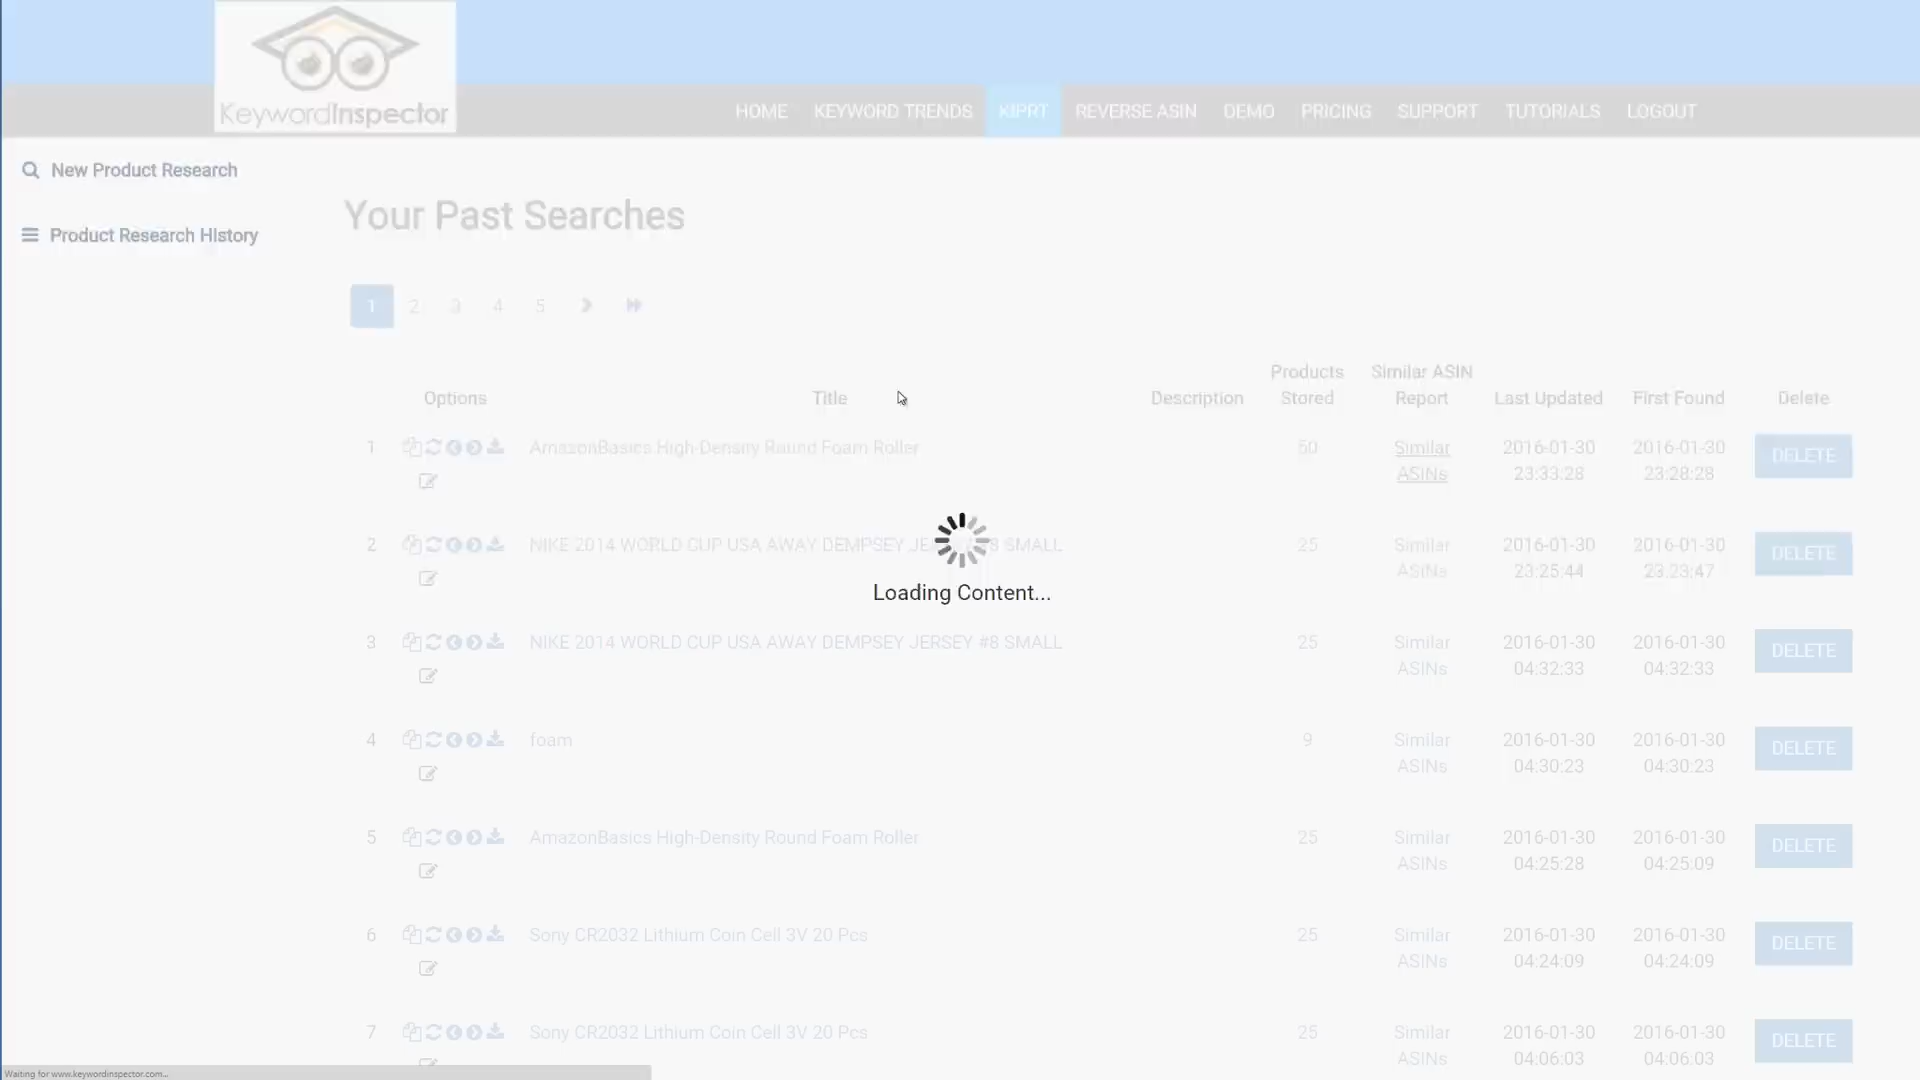 KeywordInspector
HOME KEYWORD TRENDS KIPRT REVERSE ASIN DEMO PRICING SUPPORT TUTORIALS LOGOUT
New Product Research
Product Research History
Your Past Searches
1 2 3 4 5
Options Title Description Products Stored Similar ASIN Report Last Updated First Found Delete
1 AmazonBasics High-Density Round Foam Roller 50 Similar ASINs 2016-01-30 23:33:28 2016-01-30 23:28:28 DELETE
2 NIKE 2014 WORLD CUP USA AWAY DEMPSEY #8 SMALL 25 Similar ASINs 2016-01-30 23:25:44 2016-01-30 23:23:47 DELETE
Loading Content...
3 NIKE 2014 WORLD CUP USA AWAY DEMPSEY JERSEY #8 SMALL 25 Similar ASINs 2016-01-30 04:32:33 2016-01-30 04:32:33 DELETE
4 foam 9 Similar ASINs 2016-01-30 04:30:23 2016-01-30 04:30:23 DELETE
5 AmazonBasics High-Density Round Foam Roller 25 Similar ASINs 2016-01-30 04:25:28 2016-01-30 04:25:09 DELETE
6 Sony CR2032 Lithium Coin Cell 3V 20 Pcs 25 Similar ASINs 2016-01-30 04:24:09 2016-01-30 04:24:09 DELETE
7 Sony CR2032 Lithium Coin Cell 3V 20 Pcs 25 Similar ASINs 2016-01-30 04:06:03 2016-01-30 04:06:03 DELETE
Waiting for www.keywordinspector.com...